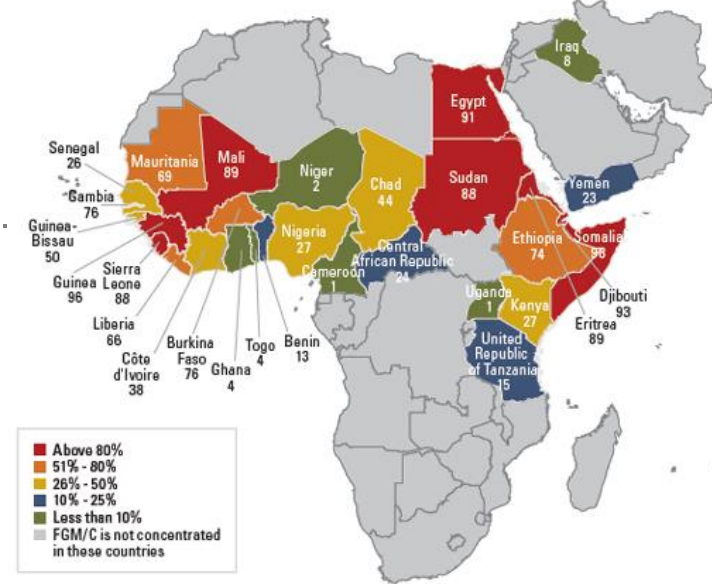 Iraq
8
Egypt
91
Senegal
26
Mauritania
69
Mali
89
Niger
2
Chad
44
Sudan
88
Yemen
23
Gambia
76
Guinea-
Bissau
50
Nigeria
27
Ethiopia
74
Somalia
98
Central
African Republic
24
Cameroon
1
Guinea
96
Sierra
Leone
88
Uganda
1
Kenya
27
Djibouti
93
Eritrea
89
Liberia
66
Côte
d'Ivoire
38
Burkina
Faso
76
Ghana
4
Togo
4
Benin
13
United
Republic
of Tanzania
15
Above 80%
51% - 80%
26% - 50%
10% - 25%
Less than 10%
FGM/C is not concentrated
in these countries